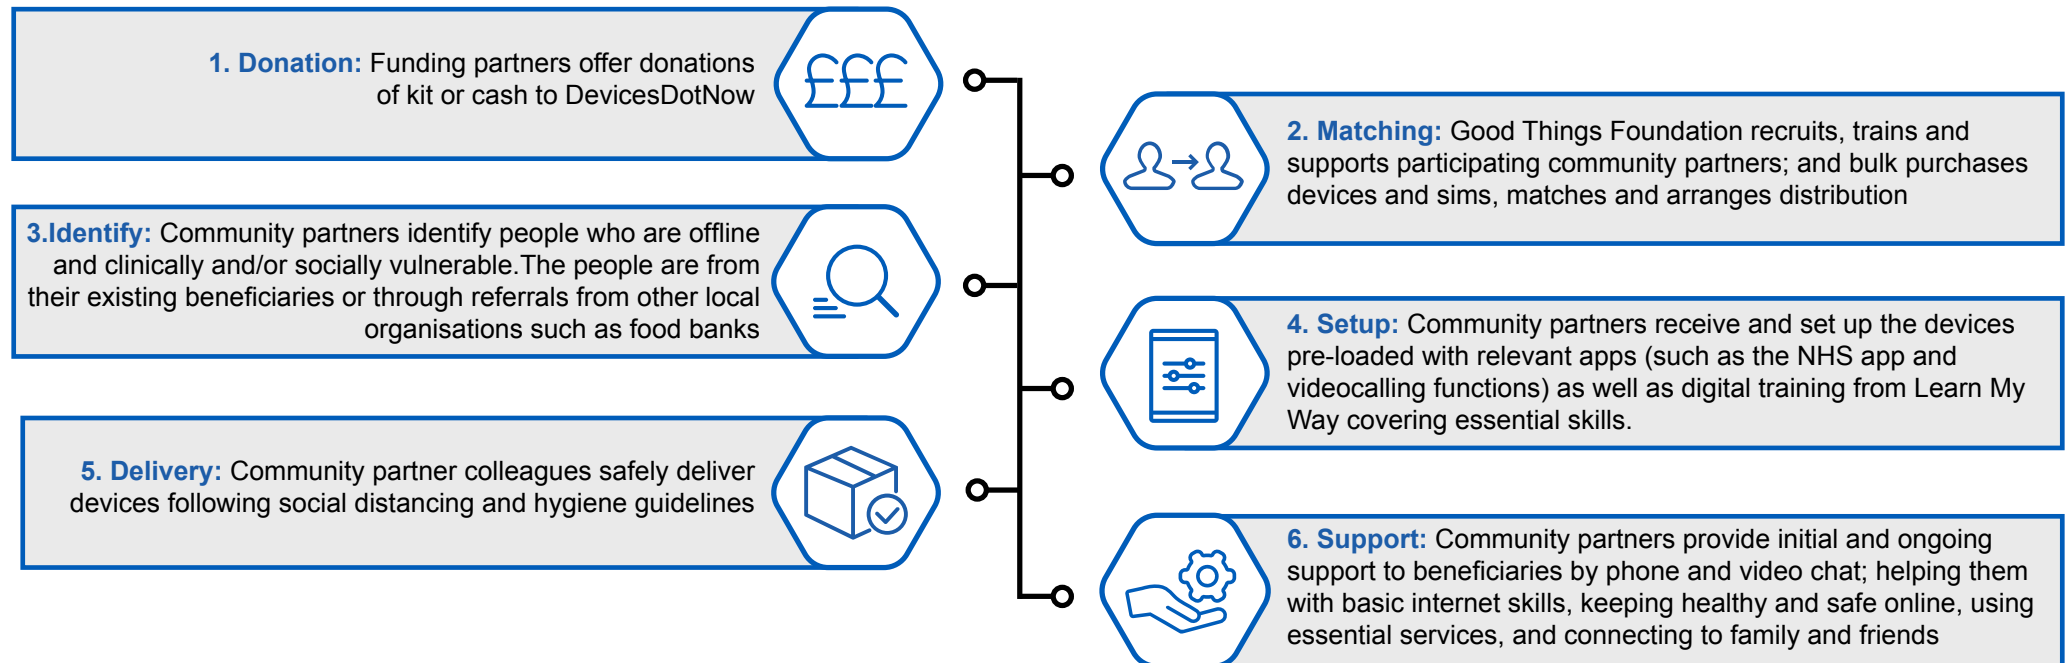 1. Donation: Funding partners offer donations
of kit or cash to DevicesDotNow
£££
2. Matching: Good Things Foundation recruits, trains and
supports participating community partners; and bulk purchases
devices and sims, matches and arranges distribution
3.Identify: Community partners identify people who are offline
and clinically and/or socially vulnerable.The people are from
their existing beneficiaries or through referrals from other local
organisations such as food banks
4. Setup: Community partners receive and set up the devices
pre-loaded with relevant apps (such as the NHS app and
videocalling functions) as well as digital training from Learn My
Way covering essential skills.
5. Delivery: Community partner colleagues safely deliver
devices following social distancing and hygiene guidelines
6. Support: Community partners provide initial and ongoing
support to beneficiaries by phone and video chat; helping them
with basic internet skills, keeping healthy and safe online, using
essential services, and connecting to family and friends